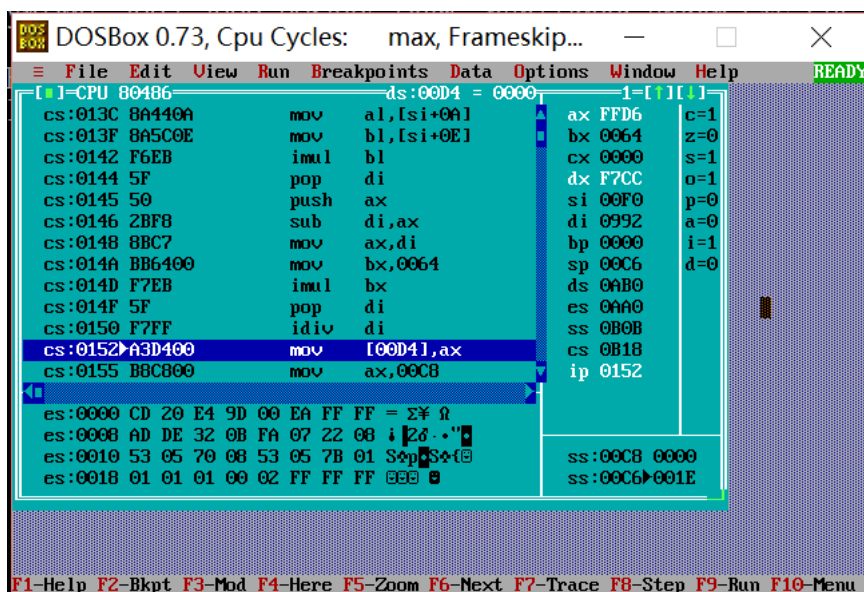 DOSBox 0.73, Cpu Cycles: max, Frameskip...
≡ File Edit View Run Breakpoints Data Options Window Help READY
[■]=CPU 80486 ds:00D4 = 0000 1=[↑][↓]
cs:013C 8A440A mov al,[si+0A] ax FFD6 c=1
cs:013F 8A5C0E mov bl,[si+0E] bx 0064 z=0
cs:0142 F6EB imul bl cx 0000 s=1
cs:0144 5F pop di dx F7CC o=1
cs:0145 50 push ax si 00F0 p=0
cs:0146 2BF8 sub di,ax di 0992 a=0
cs:0148 8BC7 mov ax,di bp 0000 i=1
cs:014A BB6400 mov bx,0064 sp 00C6 d=0
cs:014D F7EB imul bx ds 0AB0
cs:014F 5F pop di es 0AA0
cs:0150 F7FF idiv di ss 0B0B
cs:0152►A3D400 mov [00D4],ax cs 0B18
cs:0155 B8C800 mov ax,00C8 ip 0152
es:0000 CD 20 E4 9D 00 EA FF FF = Σ¥ Ω
es:0008 AD DE 32 0B FA 07 22 08
es:0010 53 05 70 08 53 05 7B 01 S♣p◘S♣{☺ ss:00C8 0000
es:0018 01 01 01 00 02 FF FF FF ☺☺☺ ☻ ss:00C6►001E
F1-Help F2-Bkpt F3-Mod F4-Here F5-Zoom F6-Next F7-Trace F8-Step F9-Run F10-Menu